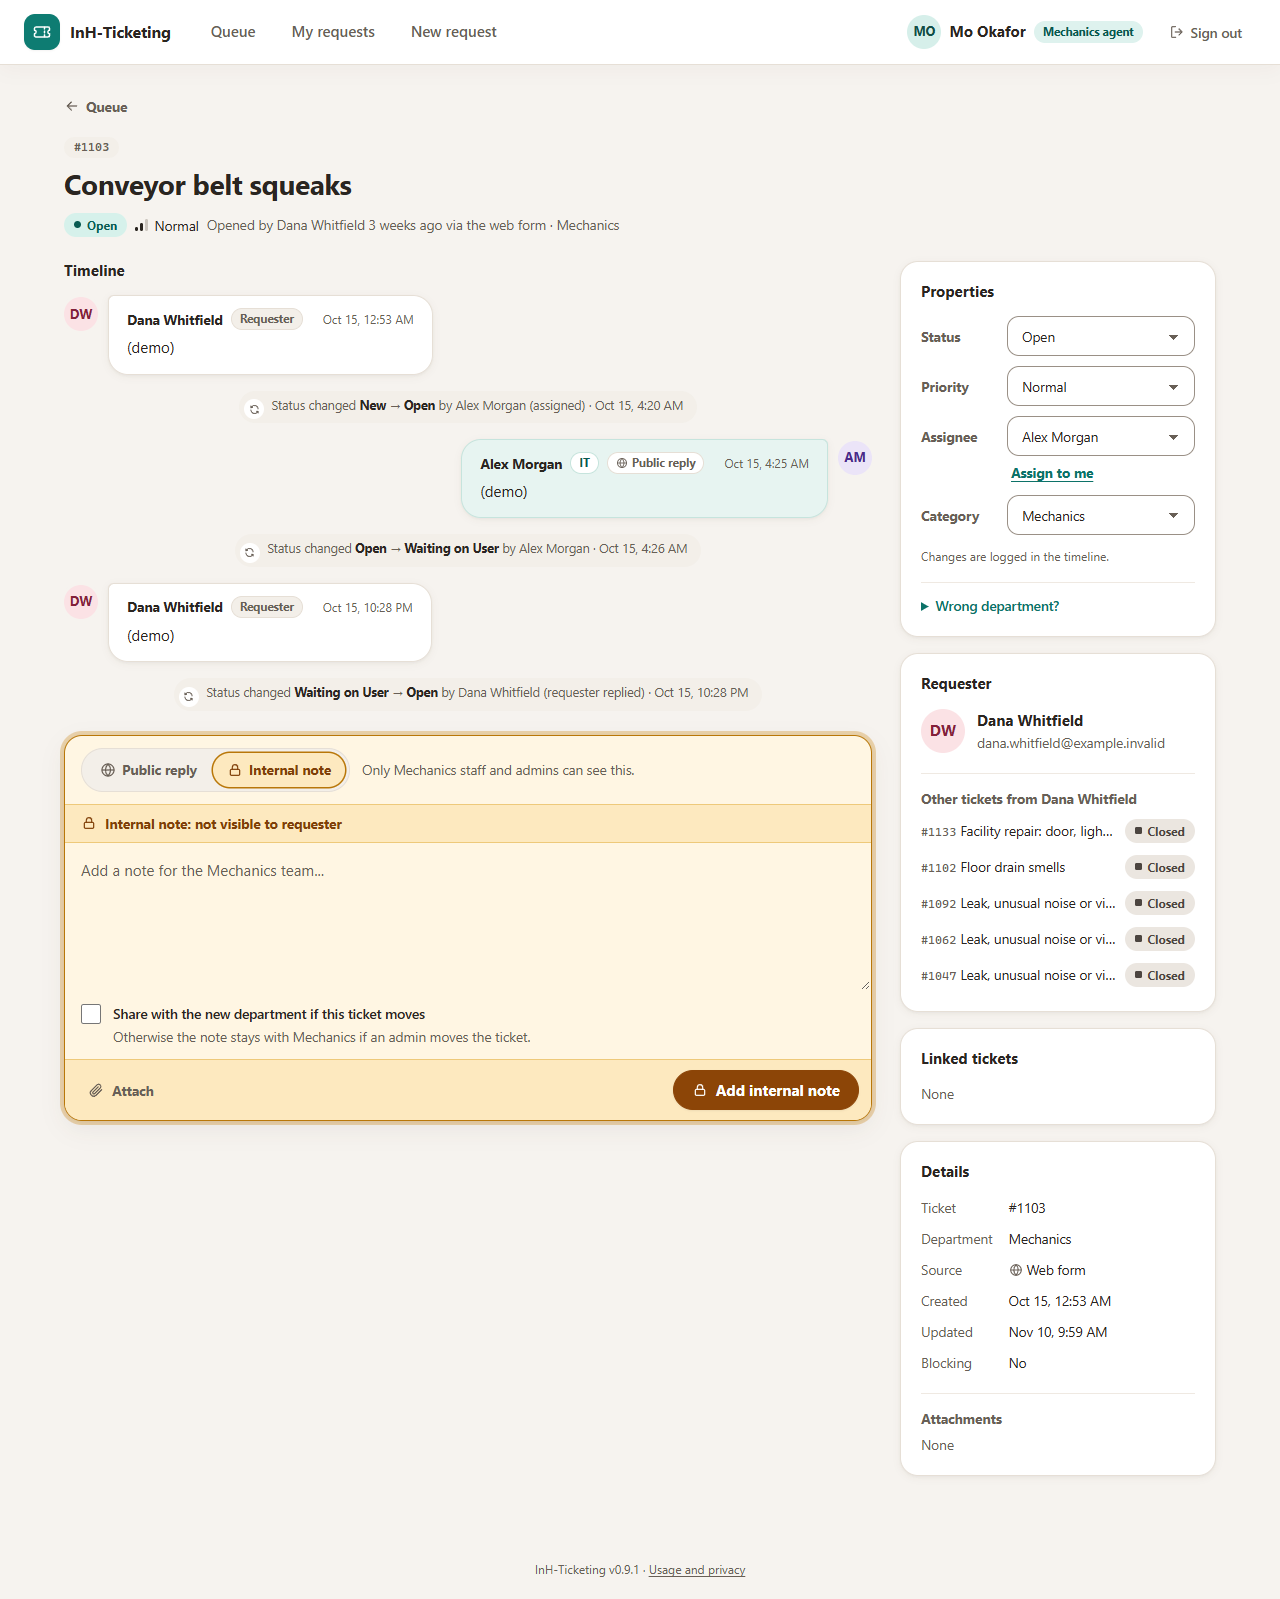 InH-Ticketing
Queue
My requests
New request
MO
Mo Okafor
Mechanics agent
Sign out
← Queue
#1103
Conveyor belt squeaks
Open
Normal
Opened by Dana Whitfield 3 weeks ago via the web form · Mechanics
Timeline
DW
Dana Whitfield
Requester
Oct 15, 12:53 AM
(demo)
Status changed New → Open by Alex Morgan (assigned) · Oct 15, 4:20 AM
Alex Morgan
IT
Public reply
Oct 15, 4:25 AM
AM
(demo)
Status changed Open → Waiting on User by Alex Morgan · Oct 15, 4:26 AM
DW
Dana Whitfield
Requester
Oct 15, 10:28 PM
(demo)
Status changed Waiting on User → Open by Dana Whitfield (requester replied) · Oct 15, 10:28 PM
Public reply
Internal note
Only Mechanics staff and admins can see this.
Internal note: not visible to requester
Add a note for the Mechanics team...
Share with the new department if this ticket moves
Otherwise the note stays with Mechanics if an admin moves the ticket.
Attach
Add internal note
Properties
Status
Open
Priority
Normal
Assignee
Alex Morgan
Assign to me
Category
Mechanics
Changes are logged in the timeline.
Wrong department?
Requester
DW
Dana Whitfield
dana.whitfield@example.invalid
Other tickets from Dana Whitfield
#1133 Facility repair: door, ligh... Closed
#1102 Floor drain smells Closed
#1092 Leak, unusual noise or vi... Closed
#1062 Leak, unusual noise or vi... Closed
#1047 Leak, unusual noise or vi... Closed
Linked tickets
None
Details
Ticket #1103
Department Mechanics
Source Web form
Created Oct 15, 12:53 AM
Updated Nov 10, 9:59 AM
Blocking No
Attachments
None
InH-Ticketing v0.9.1 · Usage and privacy